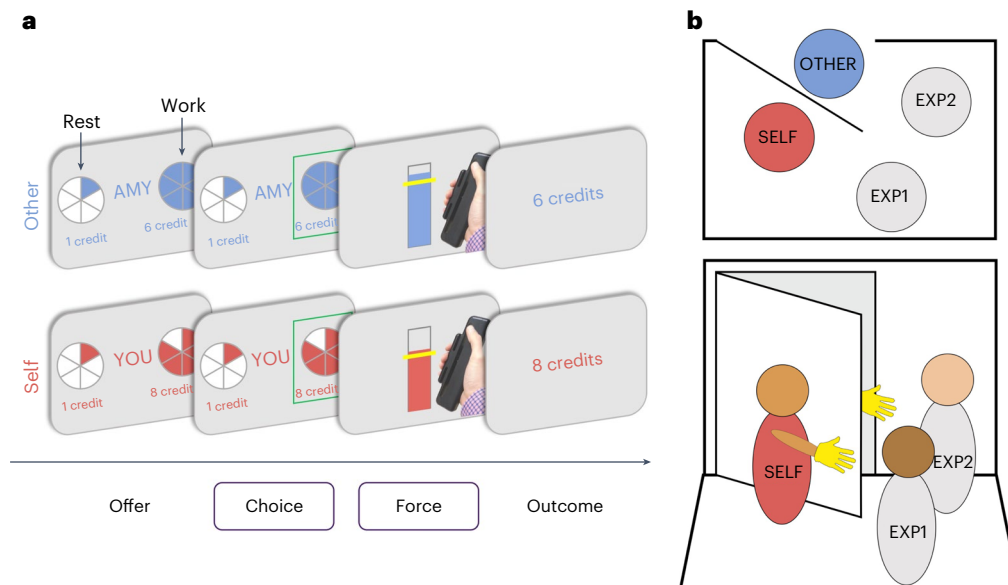 a
Rest
Work
Other
AMY
1 credit
6 credit
AMY
1 credit
6 credit
6 credits
Self
YOU
1 credit
8 credit
YOU
1 credit
8 credit
8 credits
Offer
Choice
Force
Outcome
b
OTHER
SELF
EXP2
EXP1
SELF
EXP2
EXP1